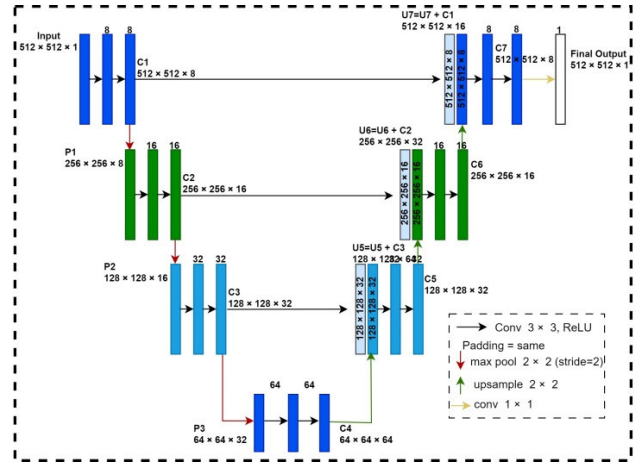 Input
512 × 512 × 1
8
8
C1
512 × 512 × 8
U7=U7 + C1
512 × 512 × 16
512 × 512 × 8
512 × 512 × 8
8
8
C7
512 × 512 × 8
1
Final Output
512 × 512 × 1
P1
256 × 256 × 8
16
16
C2
256 × 256 × 16
U6=U6 + C2
256 × 256 × 32
256 × 256 × 16
256 × 256 × 16
16
16
C6
256 × 256 × 16
P2
128 × 128 × 16
32
32
C3
128 × 128 × 32
U5=U5 + C3
128 × 128 × 64
128 × 128 × 32
128 × 128 × 32
32
32
C5
128 × 128 × 32
P3
64 × 64 × 32
64
64
C4
64 × 64 × 64
Conv 3 × 3, ReLU
Padding = same
max pool 2 × 2 (stride=2)
upsample 2 × 2
conv 1 × 1